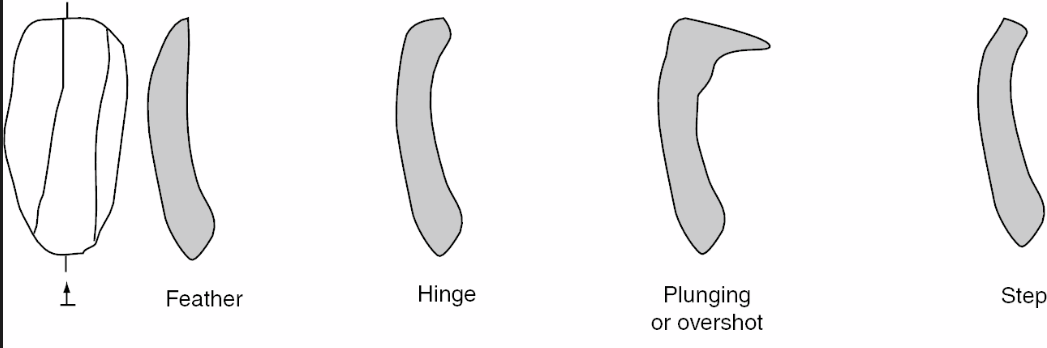 Feather
Hinge
Plunging
or overshot
Step